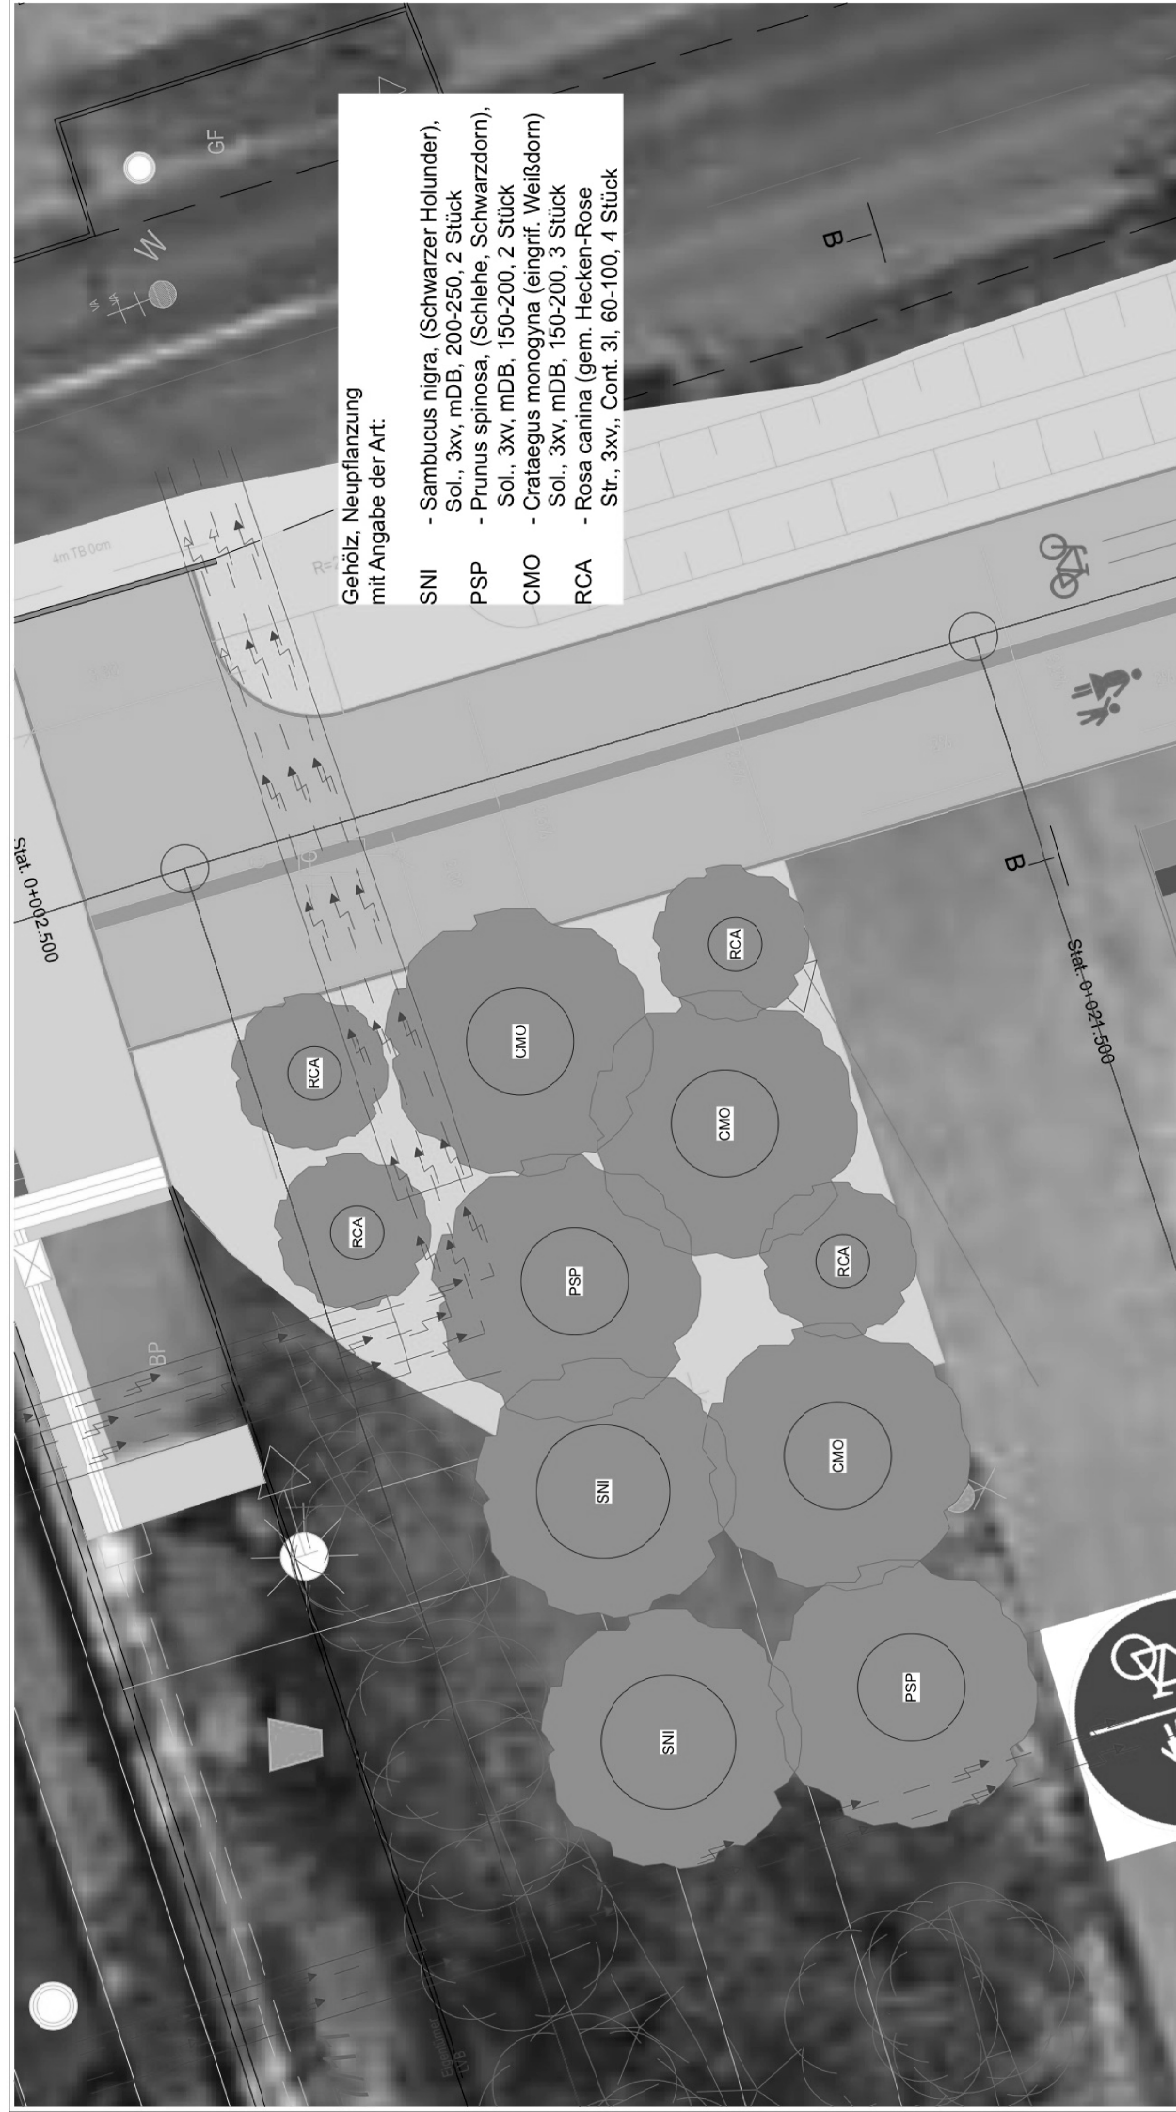 Gehölz, Neupflanzung
mit Angabe der Art:
SNI - Sambucus nigra, (Schwarzer Holunder),
Sol., 3xv, mDB, 200-250, 2 Stück
PSP - Prunus spinosa, (Schlehe, Schwarzdorn),
Sol., 3xv, mDB, 150-200, 2 Stück
CMO - Crataegus monogyna (eingrif. Weißdorn)
Sol., 3xv, mDB, 150-200, 3 Stück
RCA - Rosa canina (gem. Hecken-Rose
Str., 3xv,, Cont. 3l, 60-100, 4 Stück
GF
W
B
4m TB 0cm
Stat. 0+002.500
B
Stat. 0+021.500
RCA
RCA
CMO
RCA
CMO
PSP
RCA
SNI
CMO
SNI
PSP
BP